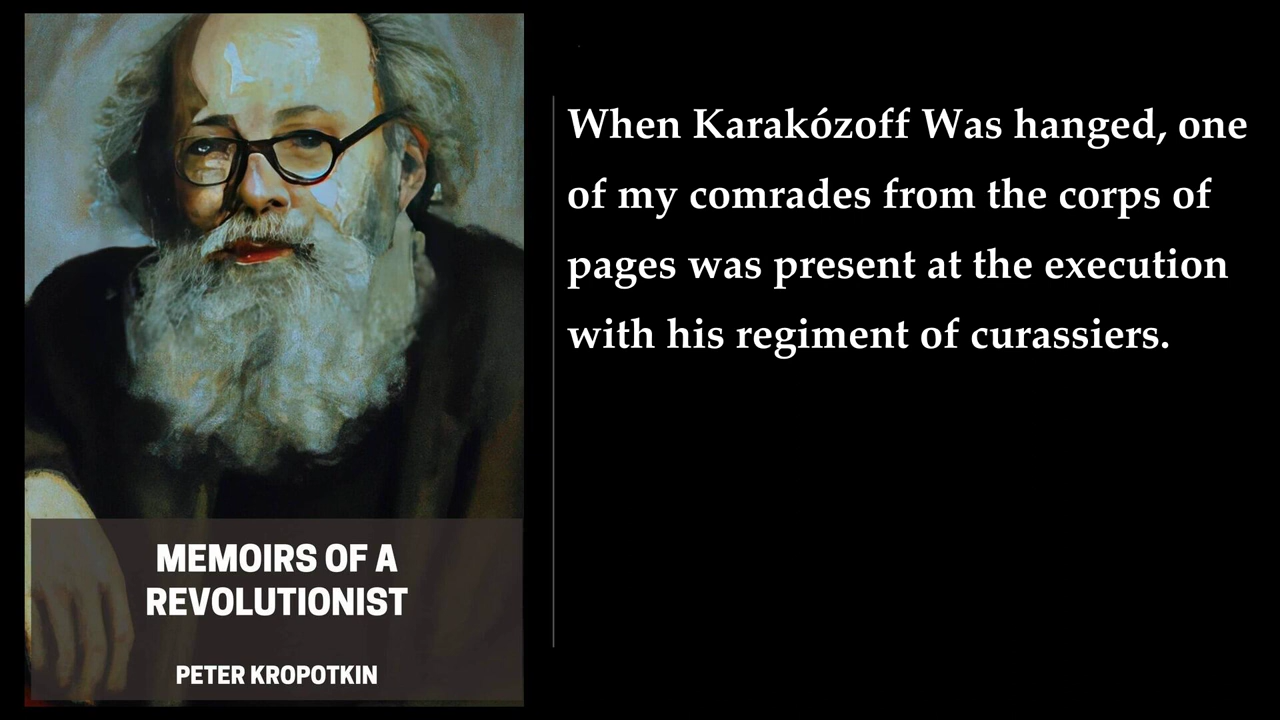 When Karakózoff Was hanged, one
of my comrades from the corps of
pages was present at the execution
with his regiment of curassiers.
MEMOIRS OF A
REVOLUTIONIST
PETER KROPOTKIN